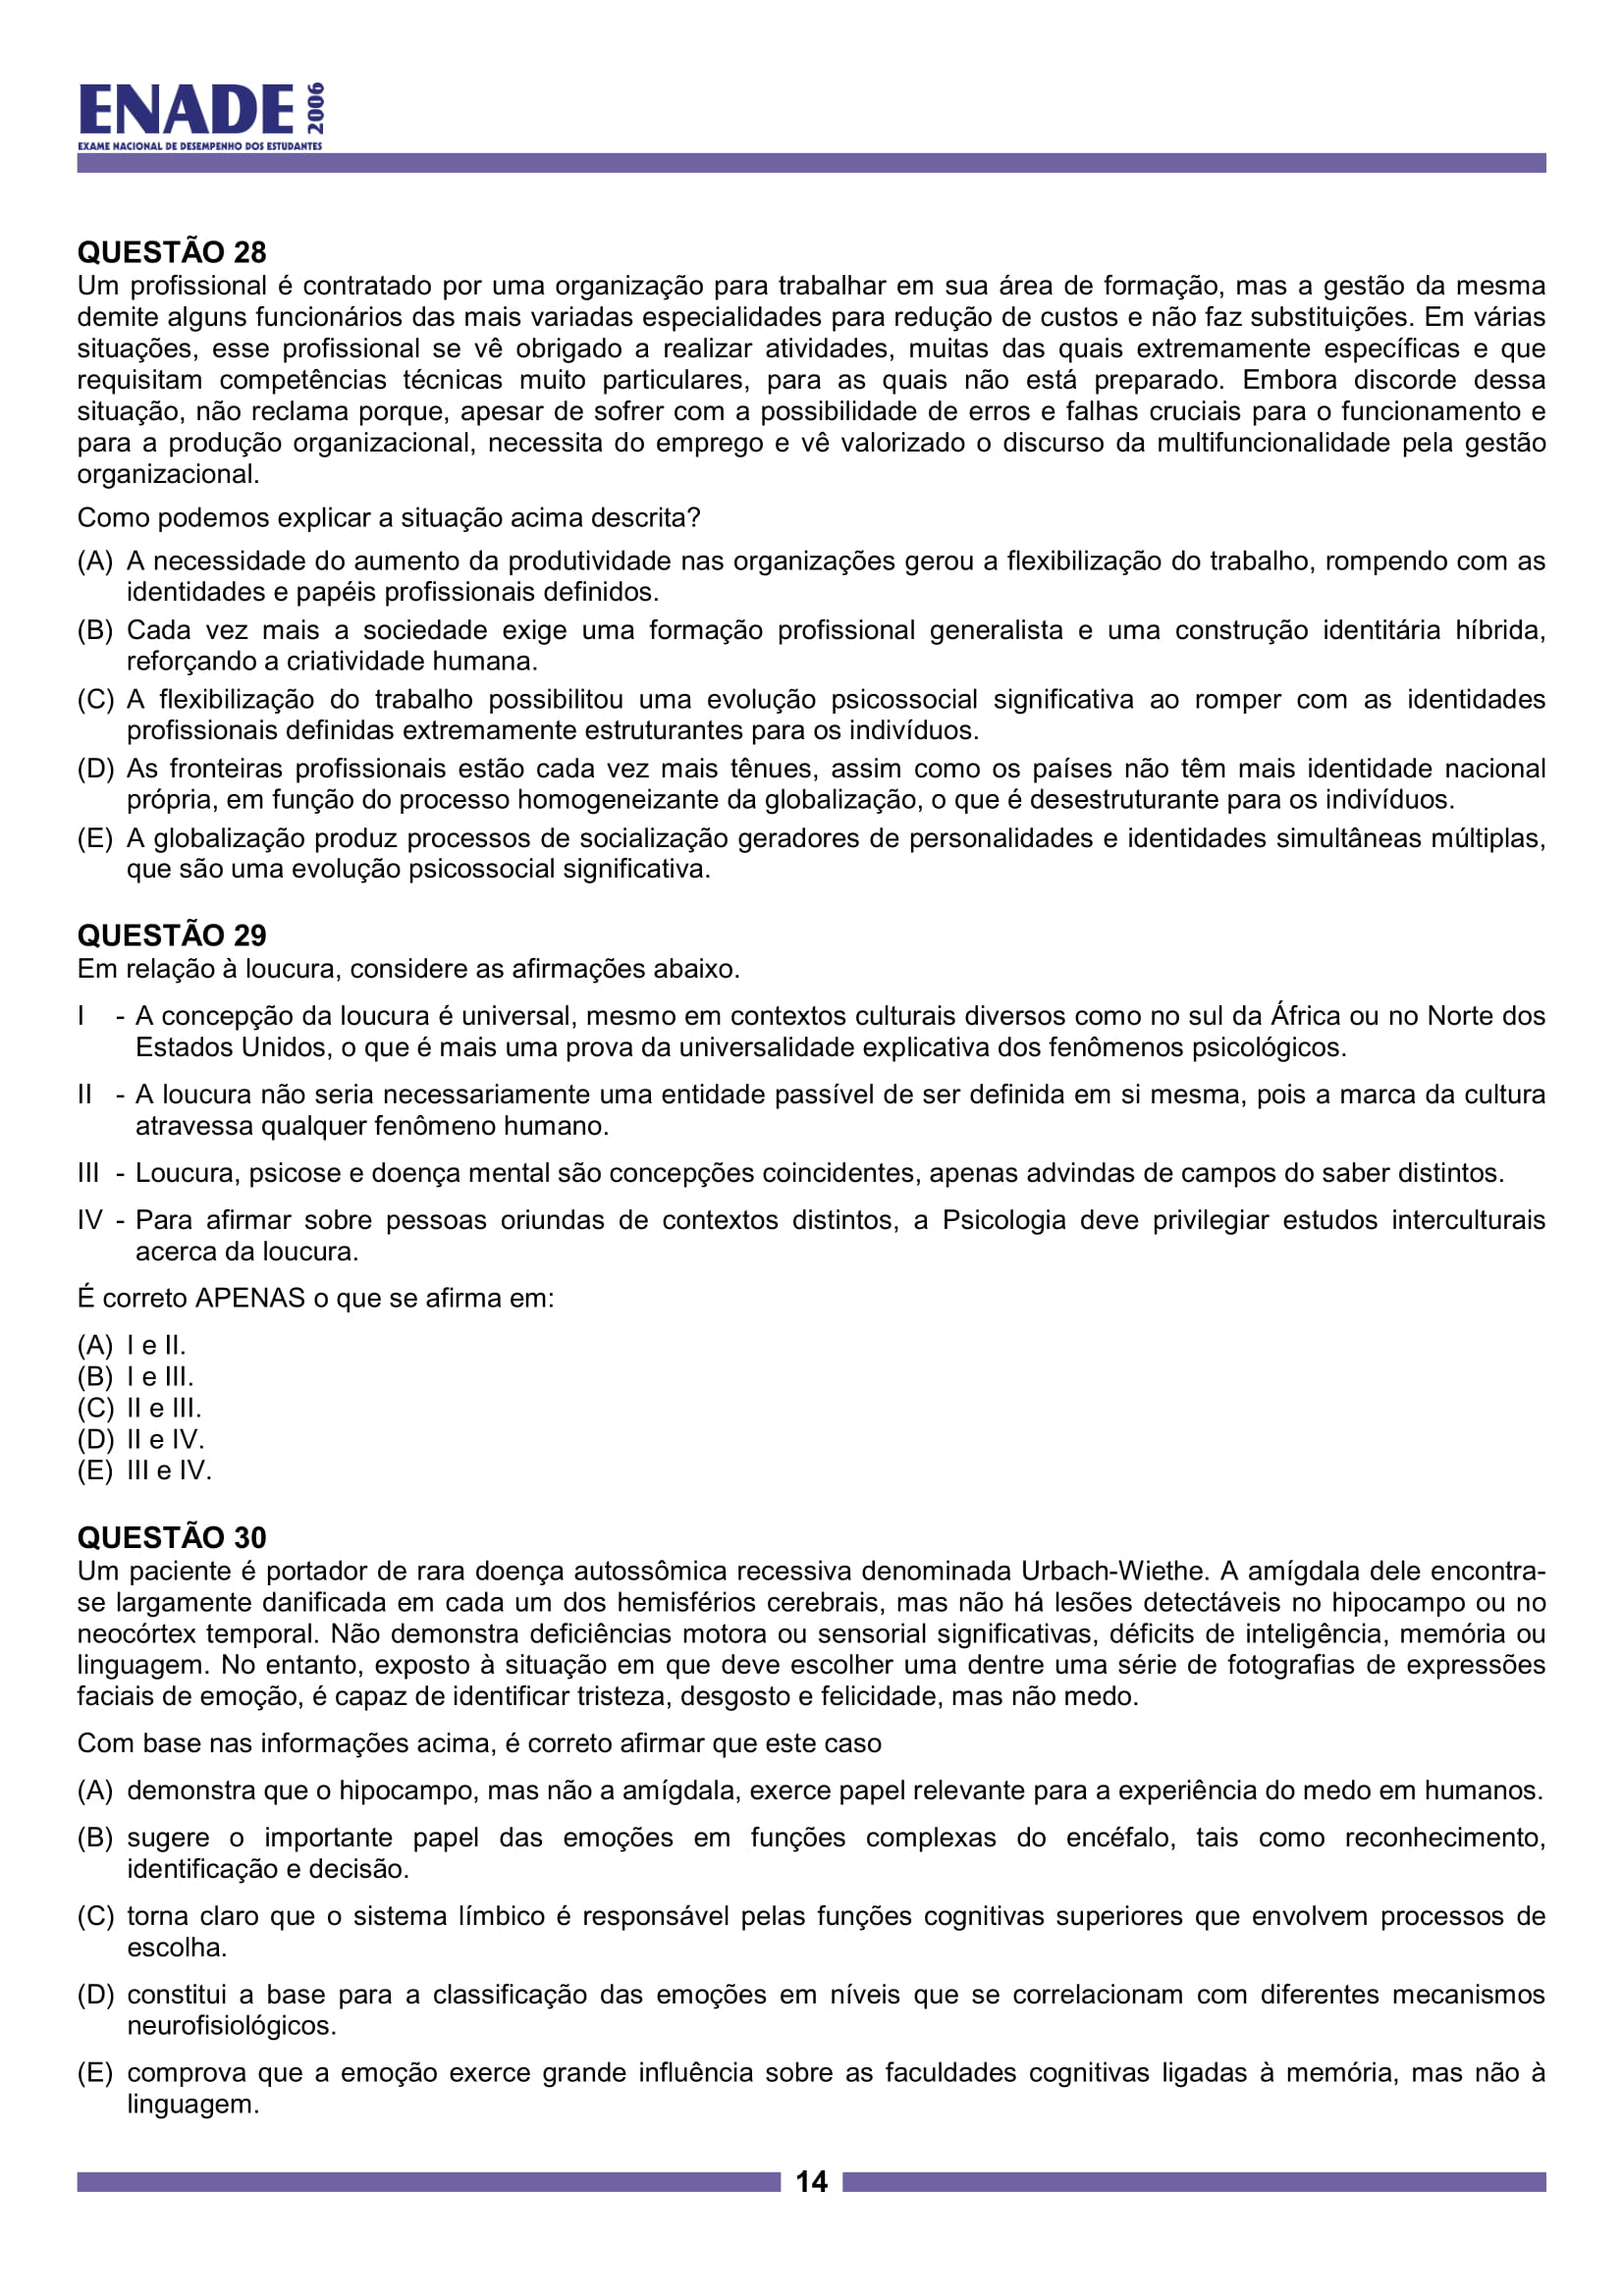 ENADE 2006
EXAME NACIONAL DE DESEMPENHO DOS ESTUDANTES
QUESTÃO 28
Um profissional é contratado por uma organização para trabalhar em sua área de formação, mas a gestão da mesma
demite alguns funcionários das mais variadas especialidades para redução de custos e não faz substituições. Em várias
situações, esse profissional se vê obrigado a realizar atividades, muitas das quais extremamente específicas e que
requisitam competências técnicas muito particulares, para as quais não está preparado. Embora discorde dessa
situação, não reclama porque, apesar de sofrer com a possibilidade de erros e falhas cruciais para o funcionamento e
para a produção organizacional, necessita do emprego e vê valorizado o discurso da multifuncionalidade pela gestão
organizacional.
Como podemos explicar a situação acima descrita?
(A) A necessidade do aumento da produtividade nas organizações gerou a flexibilização do trabalho, rompendo com as
identidades e papéis profissionais definidos.
(B) Cada vez mais a sociedade exige uma formação profissional generalista e uma construção identitária híbrida,
reforçando a criatividade humana.
(C) A flexibilização do trabalho possibilitou uma evolução psicossocial significativa ao romper com as identidades
profissionais definidas extremamente estruturantes para os indivíduos.
(D) As fronteiras profissionais estão cada vez mais tênues, assim como os países não têm mais identidade nacional
própria, em função do processo homogeneizante da globalização, o que é desestruturante para os indivíduos.
(E) A globalização produz processos de socialização geradores de personalidades e identidades simultâneas múltiplas,
que são uma evolução psicossocial significativa.
QUESTÃO 29
Em relação à loucura, considere as afirmações abaixo.
I - A concepção da loucura é universal, mesmo em contextos culturais diversos como no sul da África ou no Norte dos
Estados Unidos, o que é mais uma prova da universalidade explicativa dos fenômenos psicológicos.
II - A loucura não seria necessariamente uma entidade passível de ser definida em si mesma, pois a marca da cultura
atravessa qualquer fenômeno humano.
III - Loucura, psicose e doença mental são concepções coincidentes, apenas advindas de campos do saber distintos.
IV - Para afirmar sobre pessoas oriundas de contextos distintos, a Psicologia deve privilegiar estudos interculturais
acerca da loucura.
É correto APENAS o que se afirma em:
(A) I e II.
(B) I e III.
(C) II e III.
(D) II e IV.
(E) III e IV.
QUESTÃO 30
Um paciente é portador de rara doença autossômica recessiva denominada Urbach-Wiethe. A amígdala dele encontra-
se largamente danificada em cada um dos hemisférios cerebrais, mas não há lesões detectáveis no hipocampo ou no
neocórtex temporal. Não demonstra deficiências motora ou sensorial significativas, déficits de inteligência, memória ou
linguagem. No entanto, exposto à situação em que deve escolher uma dentre uma série de fotografias de expressões
faciais de emoção, é capaz de identificar tristeza, desgosto e felicidade, mas não medo.
Com base nas informações acima, é correto afirmar que este caso
(A) demonstra que o hipocampo, mas não a amígdala, exerce papel relevante para a experiência do medo em humanos.
(B) sugere o importante papel das emoções em funções complexas do encéfalo, tais como reconhecimento,
identificação e decisão.
(C) torna claro que o sistema límbico é responsável pelas funções cognitivas superiores que envolvem processos de
escolha.
(D) constitui a base para a classificação das emoções em níveis que se correlacionam com diferentes mecanismos
neurofisiológicos.
(E) comprova que a emoção exerce grande influência sobre as faculdades cognitivas ligadas à memória, mas não à
linguagem.
14